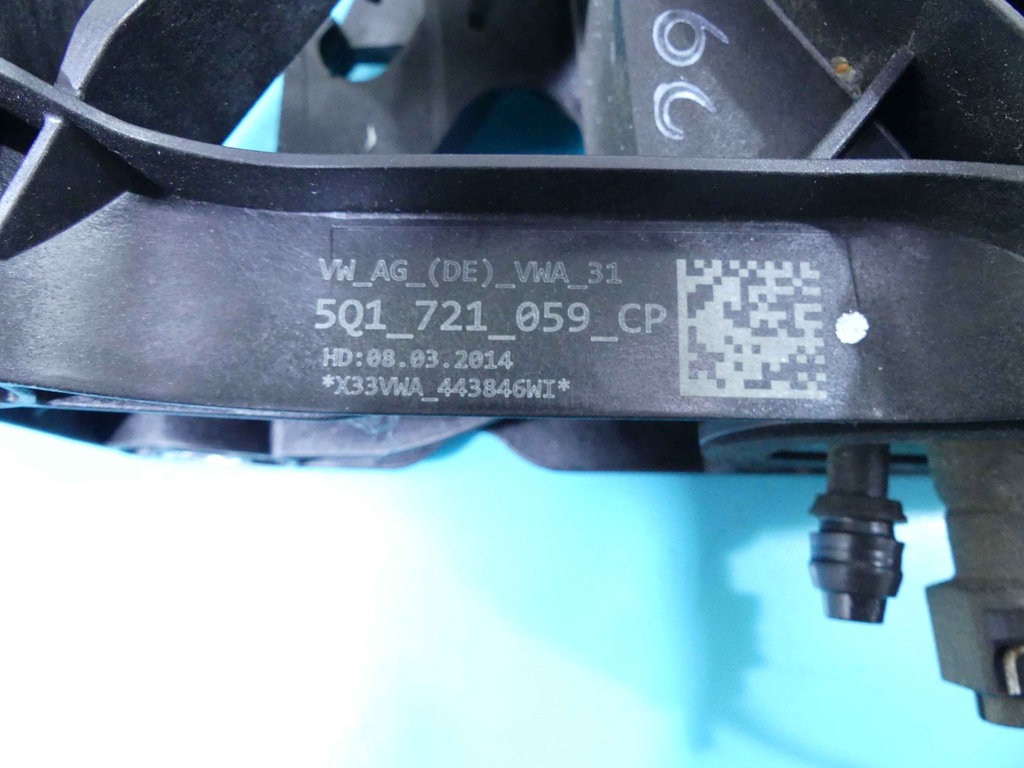 VW_AG_(DE)_VWA_31
5Q1_721_059_CP
HD:08.03.2014
*X33VWA_443846WI*